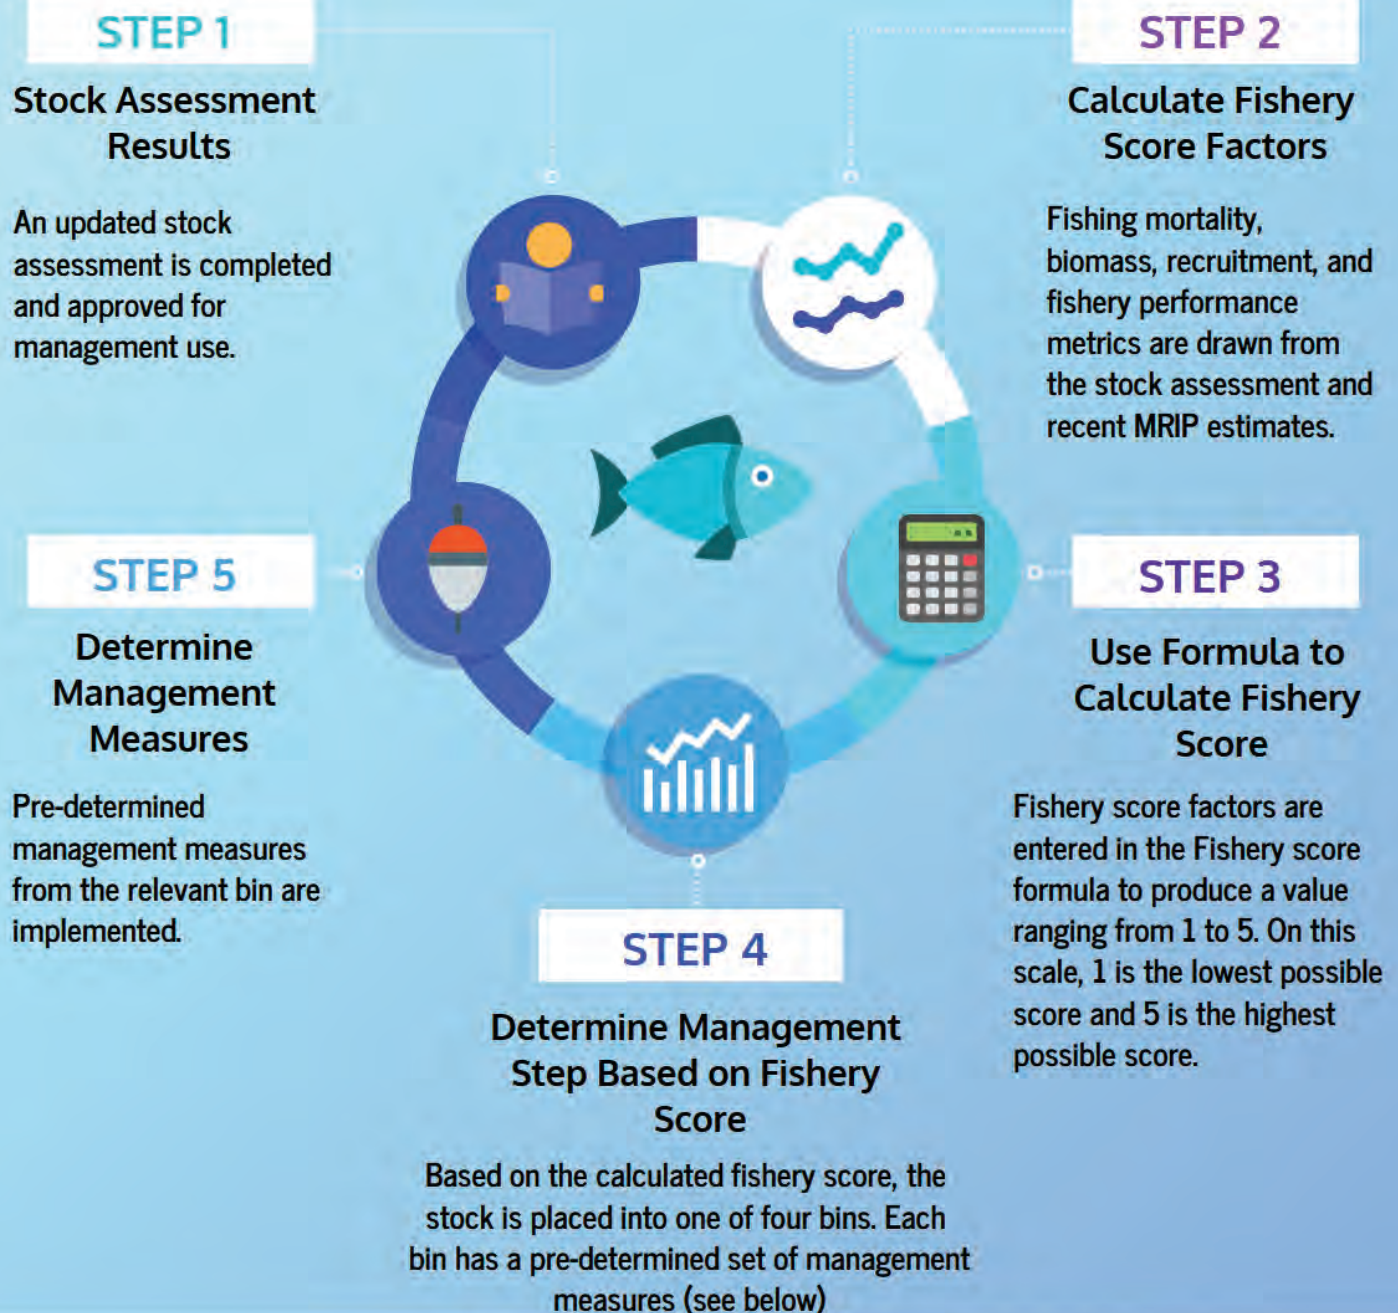 STEP 1
Stock Assessment
Results
An updated stock
assessment is completed
and approved for
management use.
STEP 2
Calculate Fishery
Score Factors
Fishing mortality,
biomass, recruitment, and
fishery performance
metrics are drawn from
the stock assessment and
recent MRIP estimates.
STEP 3
Use Formula to
Calculate Fishery
Score
Fishery score factors are
entered in the Fishery score
formula to produce a value
ranging from 1 to 5. On this
scale, 1 is the lowest possible
score and 5 is the highest
possible score.
STEP 4
Determine Management
Step Based on Fishery
Score
Based on the calculated fishery score, the
stock is placed into one of four bins. Each
bin has a pre-determined set of management
measures (see below)
STEP 5
Determine
Management
Measures
Pre-determined
management measures
from the relevant bin are
implemented.